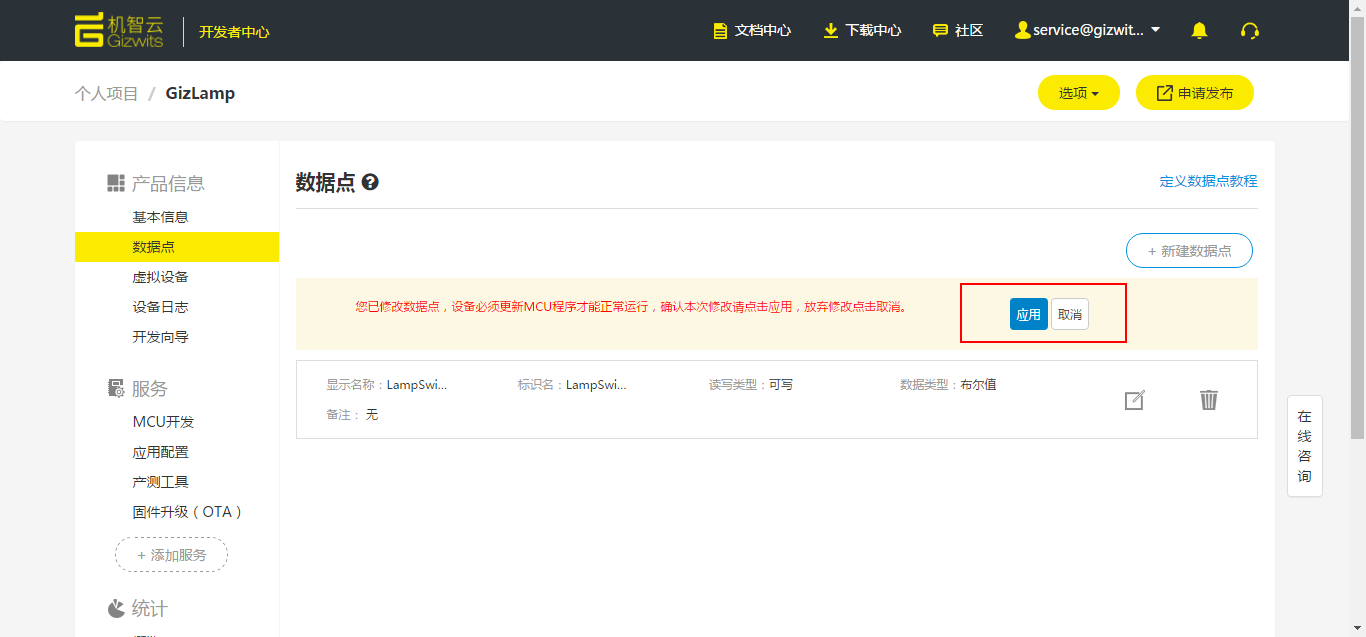 机智云
Gizwits
开发者中心
文档中心
下载中心
社区
service@gizwit...
个人项目 / GizLamp
选项
申请发布
产品信息
基本信息
数据点
虚拟设备
设备日志
开发向导
服务
MCU开发
应用配置
产测工具
固件升级（OTA）
+ 添加服务
统计
数据点
定义数据点教程
+ 新建数据点
您已修改数据点，设备必须更新MCU程序才能正常运行，确认本次修改请点击应用，放弃修改点击取消。
应用
取消
显示名称：LampSwi...
标识名：LampSwi...
读写类型：可写
数据类型：布尔值
备注： 无
在线咨询